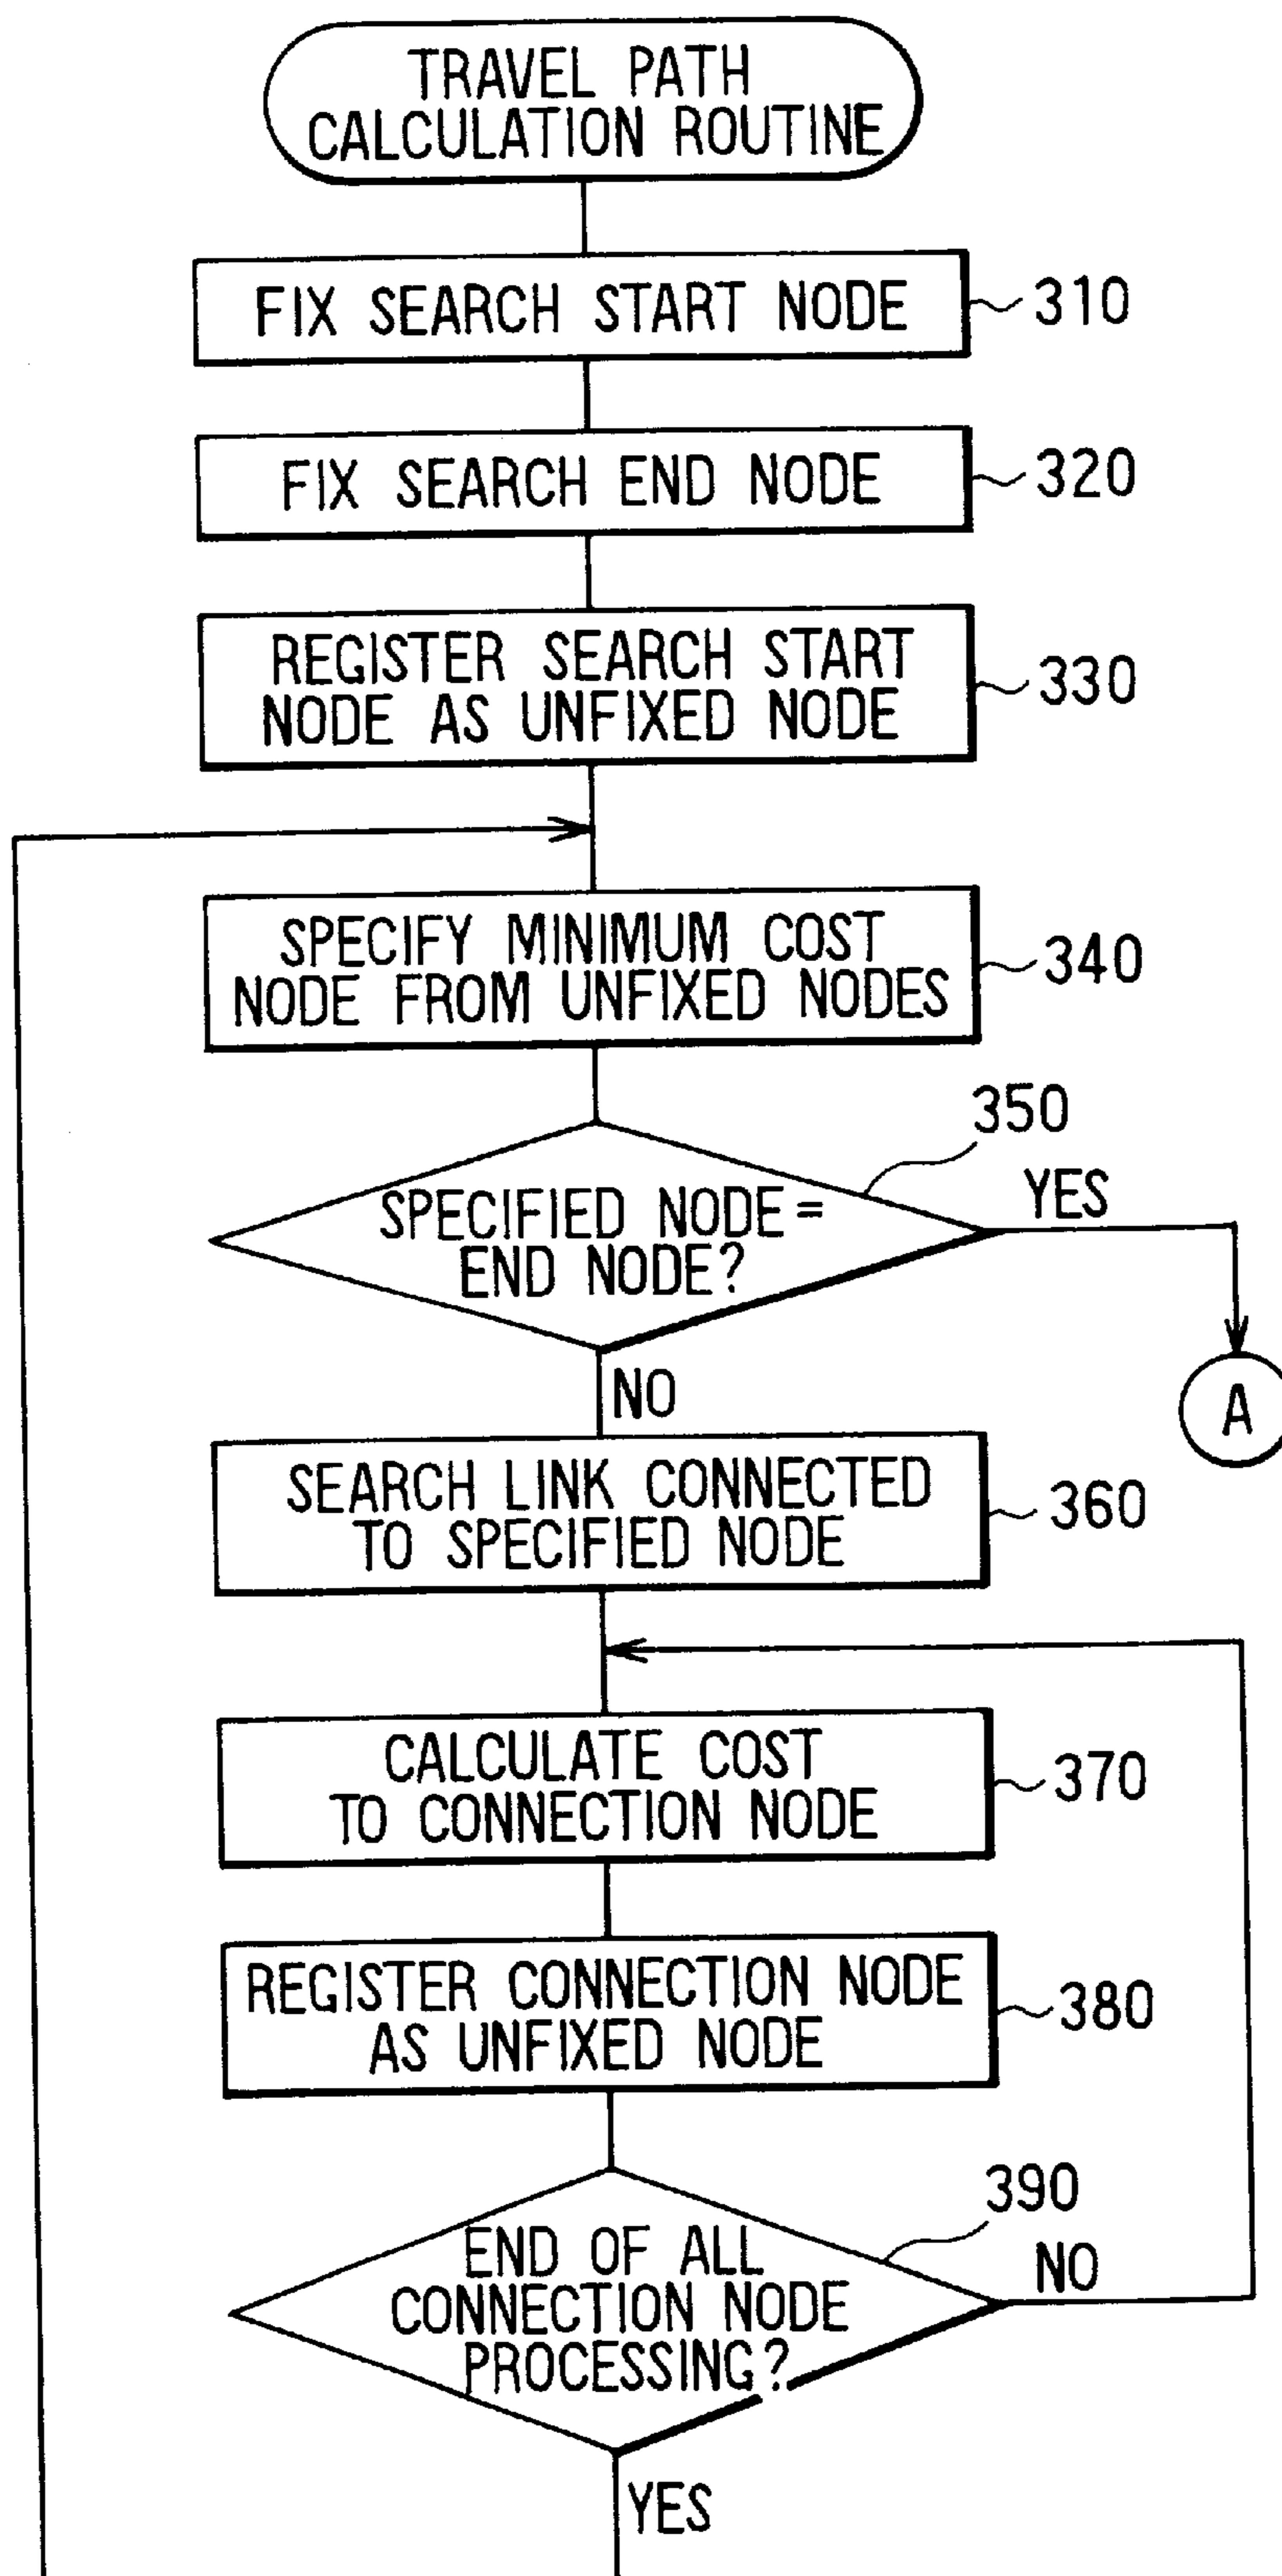 TRAVEL PATH
CALCULATION ROUTINE
FIX SEARCH START NODE
310
FIX SEARCH END NODE
320
REGISTER SEARCH START
NODE AS UNFIXED NODE
330
SPECIFY MINIMUM COST
NODE FROM UNFIXED NODES
340
350
SPECIFIED NODE =
END NODE?
YES
A
NO
SEARCH LINK CONNECTED
TO SPECIFIED NODE
360
CALCULATE COST
TO CONNECTION NODE
370
REGISTER CONNECTION NODE
AS UNFIXED NODE
380
390
END OF ALL
CONNECTION NODE
PROCESSING?
NO
YES